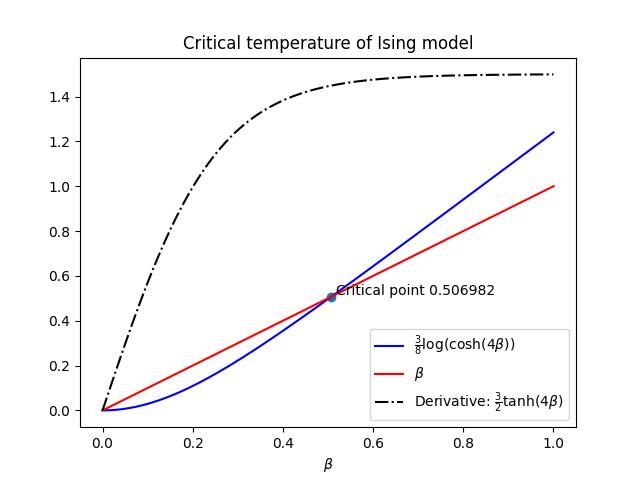 Critical temperature of Ising model
1.4
1.2
1.0
0.8
0.6
0.4
0.2
0.0
Critical point 0.506982
3/8 log(cosh(4β))
β
Derivative: 3/2 tanh(4β)
0.0 0.2 0.4 0.6 0.8 1.0
β